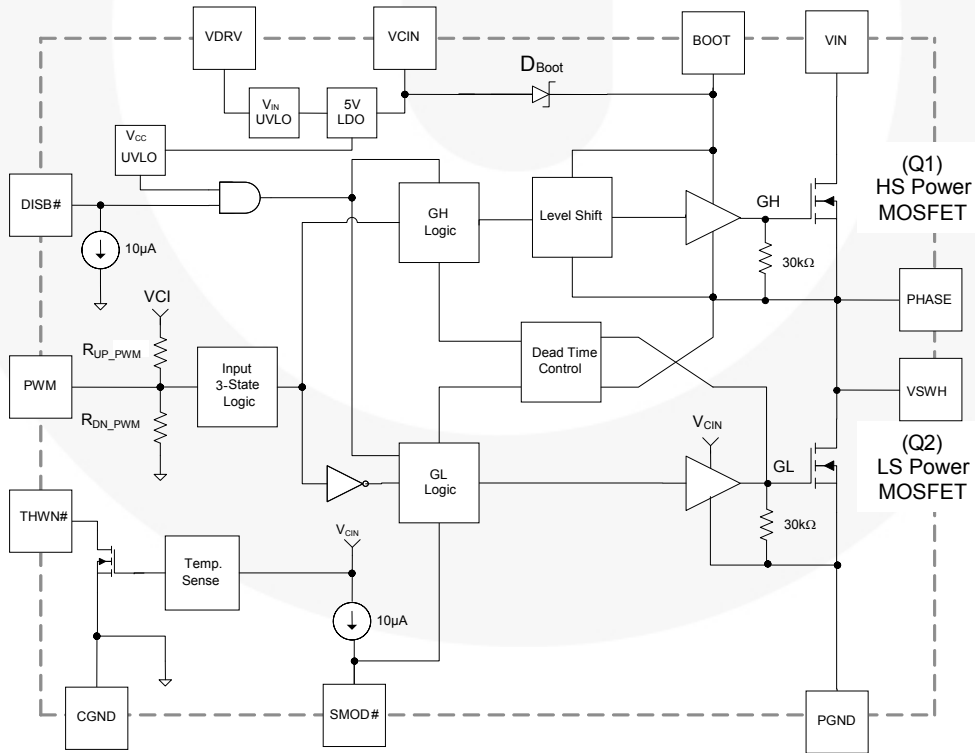 VDRV
VCIN
BOOT
VIN
DBoot
VIN
UVLO
5V
LDO
VCC
UVLO
(Q1)
HS Power
MOSFET
DISB#
GH
Logic
Level Shift
GH
10µA
30kΩ
VCI
PHASE
RUP_PWM
Dead Time
Control
PWM
Input
3-State
Logic
VSWH
RDN_PWM
VCIN
(Q2)
LS Power
MOSFET
GL
Logic
GL
THWN#
30kΩ
VCIN
Temp.
Sense
10µA
CGND
SMOD#
PGND